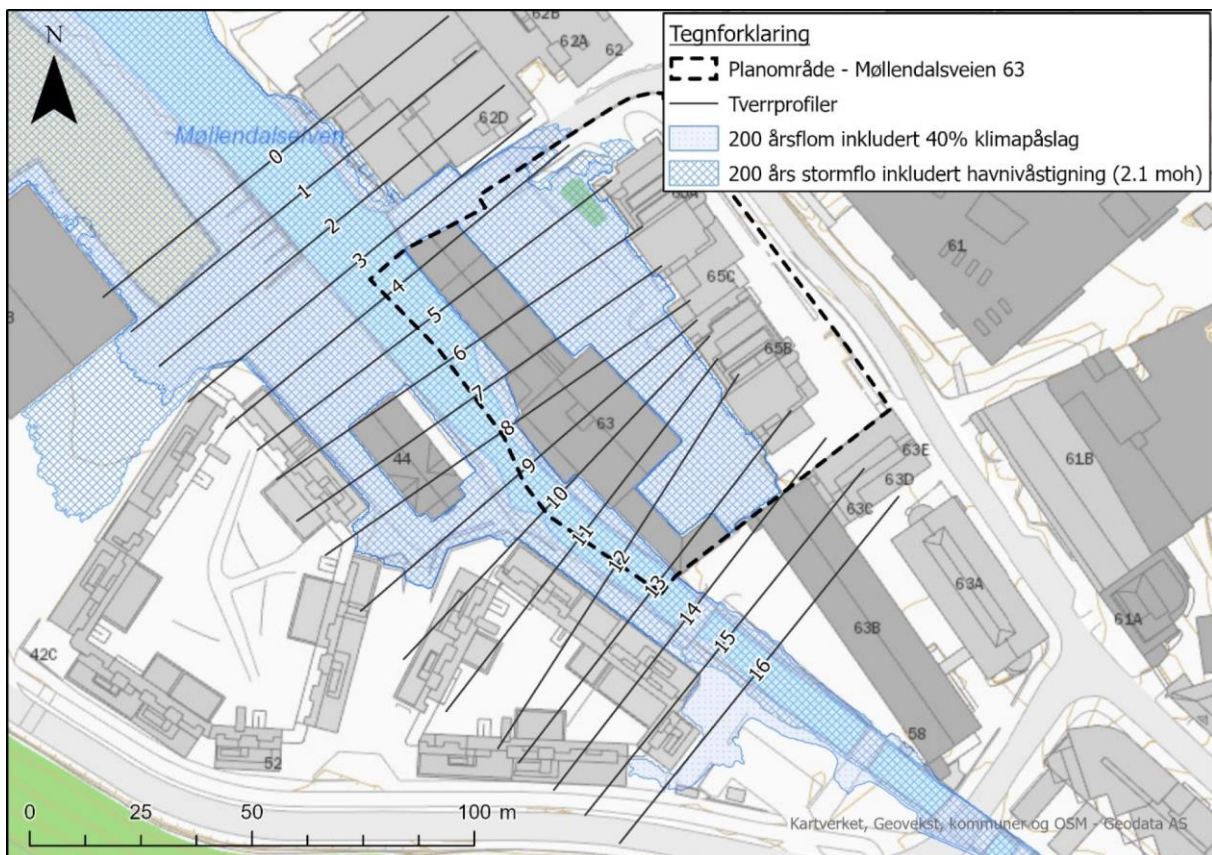 N
Møllendalselven
62B
62A
62
62D
Tegnforklaring
Planområde - Møllendalsveien 63
Tverrprofiler
200 årsflom inkludert 40% klimapåslag
200 års stormflo inkludert havnivåstigning (2.1 moh)
0
1
2
3
4
5
6
7
8
9
10
11
12
13
14
15
16
61
65C
65B
63
44
63E
63D
63C
61B
63A
61A
63B
42C
58
52
0 25 50 100 m
Kartverket, Geovekst, kommuner og OSM - Geodata AS